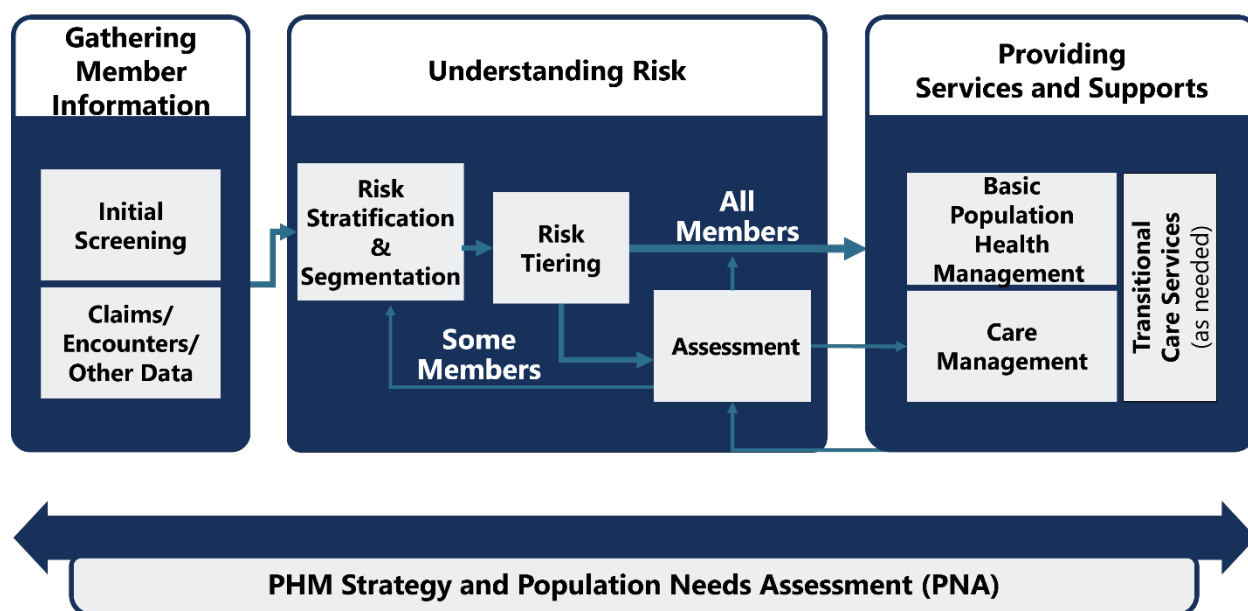 Gathering
Member
Information
Initial
Screening
Claims/
Encounters/
Other Data
Understanding Risk
Risk
Stratification
&
Segmentation
Risk
Tiering
All
Members
Some
Members
Assessment
Providing
Services and Supports
Basic
Population
Health
Management
Care
Management
Transitional
Care Services
(as needed)
PHM Strategy and Population Needs Assessment (PNA)